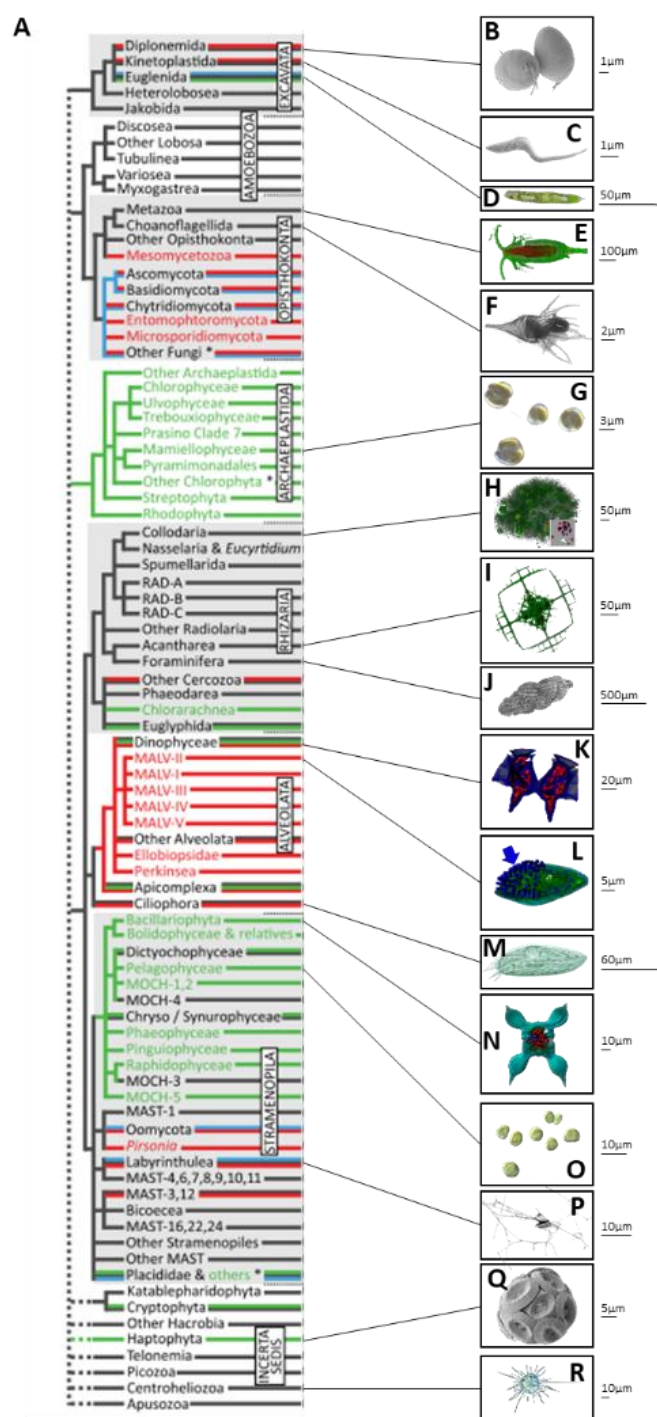 A
Diplonemida
Kinetoplastida
Euglenida
Heterolobosea
Jakobida
EXCAVATA
Discosea
Other Lobosa
Tubulinea
Variosea
Myxogastrea
AMOEBOZOA
Metazoa
Choanoflagellida
Other Opisthokonta
Mesomycetozoa
Ascomycota
Basidiomycota
Chytridiomycota
Entomophtoromycota
Microsporidiomycota
Other Fungi *
OPISTHOKONTA
Other Archaeplastida
Chlorophyceae
Ulvophyceae
Trebouxiophyceae
Prasino Clade 7
Mamiellophyceae
Pyramimonadales
Other Chlorophyta *
Streptophyta
Rhodophyta
ARCHAEPLASTIDA
Collodaria
Nasselaria & Eucyrtidium
Spumellarida
RAD-A
RAD-B
RAD-C
Other Radiolaria
Acantharea
Foraminifera
Other Cercozoa
Phaeodarea
Chlorarachnea
Euglyphida
RHIZARIA
Dinophyceae
MALV-II
MALV-I
MALV-III
MALV-IV
MALV-V
Other Alveolata
Ellobiopsidae
Perkinsea
Apicomplexa
Ciliophora
ALVEOLATA
Bacillariophyta
Bolidophyceae & relatives
Dictyochophyceae
Pelagophyceae
MOCH-1,2
MOCH-4
Chryso / Synurophyceae
Phaeophyceae
Pinguiophyceae
Raphidophyceae
MOCH-3
MOCH-5
MAST-1
Oomycota
Pirsonia
Labyrinthulea
MAST-4,6,7,8,9,10,11
MAST-3,12
Bicoecea
MAST-16,22,24
Other Stramenopiles
Other MAST
Placididae & others *
STRAMENOPILA
Katablepharidophyta
Cryptophyta
Other Hacrobia
Haptophyta
Telonemia
Picozoa
Centroheliozoa
Apusozoa
INCERTA
SEDIS
B
1μm
C
1μm
D
50μm
E
100μm
F
2μm
G
3μm
H
50μm
I
50μm
J
500μm
K
20μm
L
5μm
M
60μm
N
10μm
O
10μm
P
10μm
Q
5μm
R
10μm